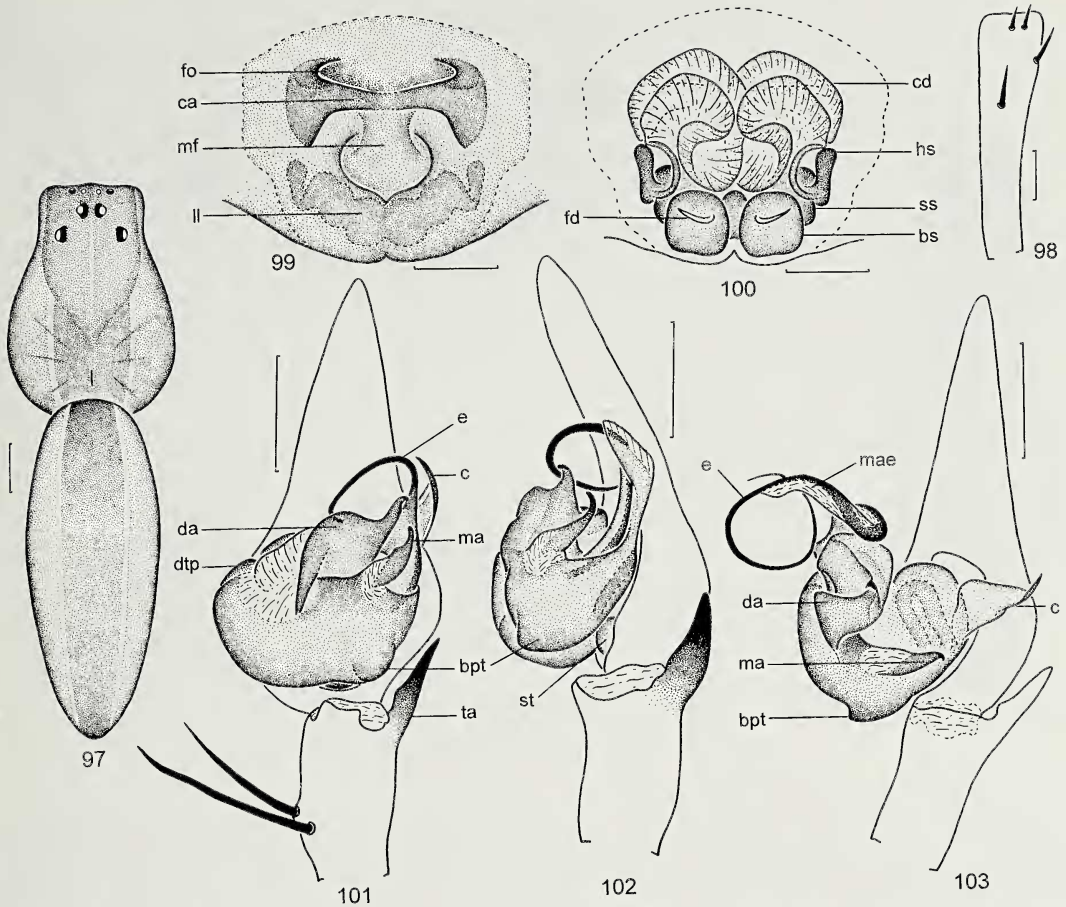 fo
ca
mf
ll
99
cd
hs
ss
fd
bs
100
98
97
e
c
da
ma
dtp
bpt
ta
101
st
102
e
mae
da
c
ma
bpt
103